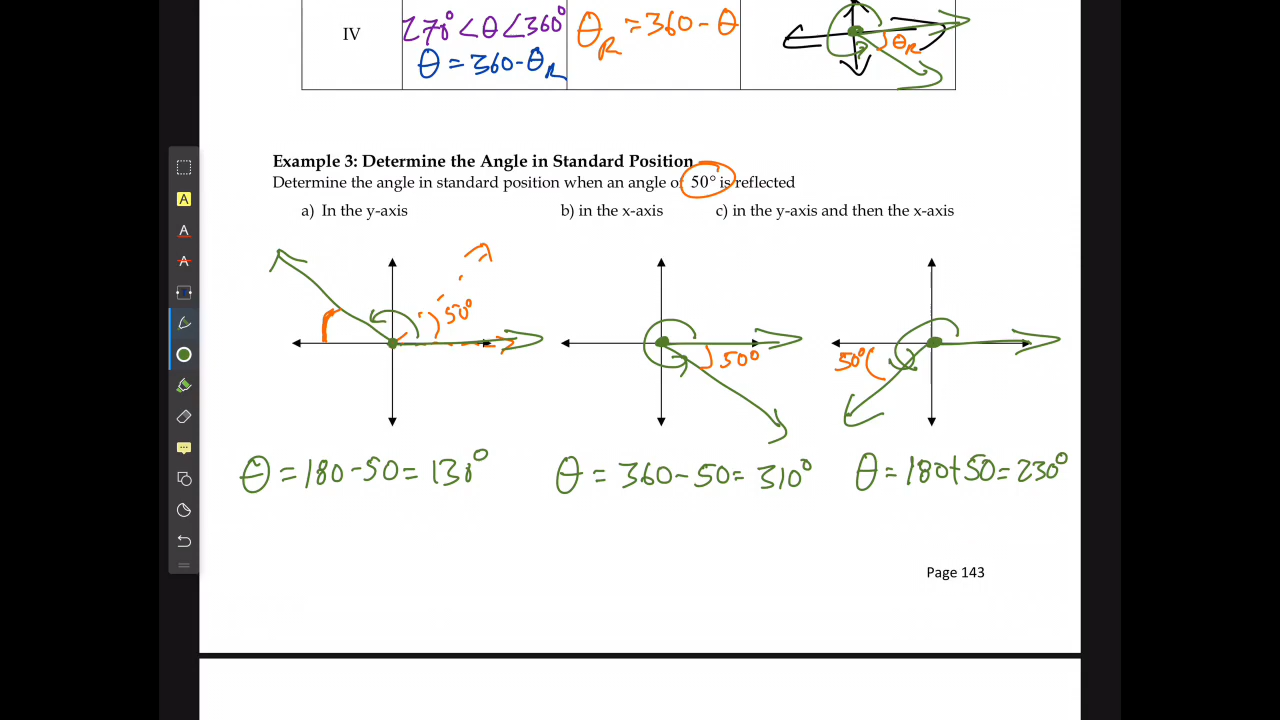 IV
270° < θ < 360°
θ = 360 - θR
θR = 360 - θ
θR
Example 3: Determine the Angle in Standard Position
Determine the angle in standard position when an angle of 50° is reflected
a) In the y-axis b) in the x-axis c) in the y-axis and then the x-axis
50°
50°
50°
θ = 180 - 50 = 130° θ = 360 - 50 = 310° θ = 180 + 50 = 230°
Page 143
A
A
A